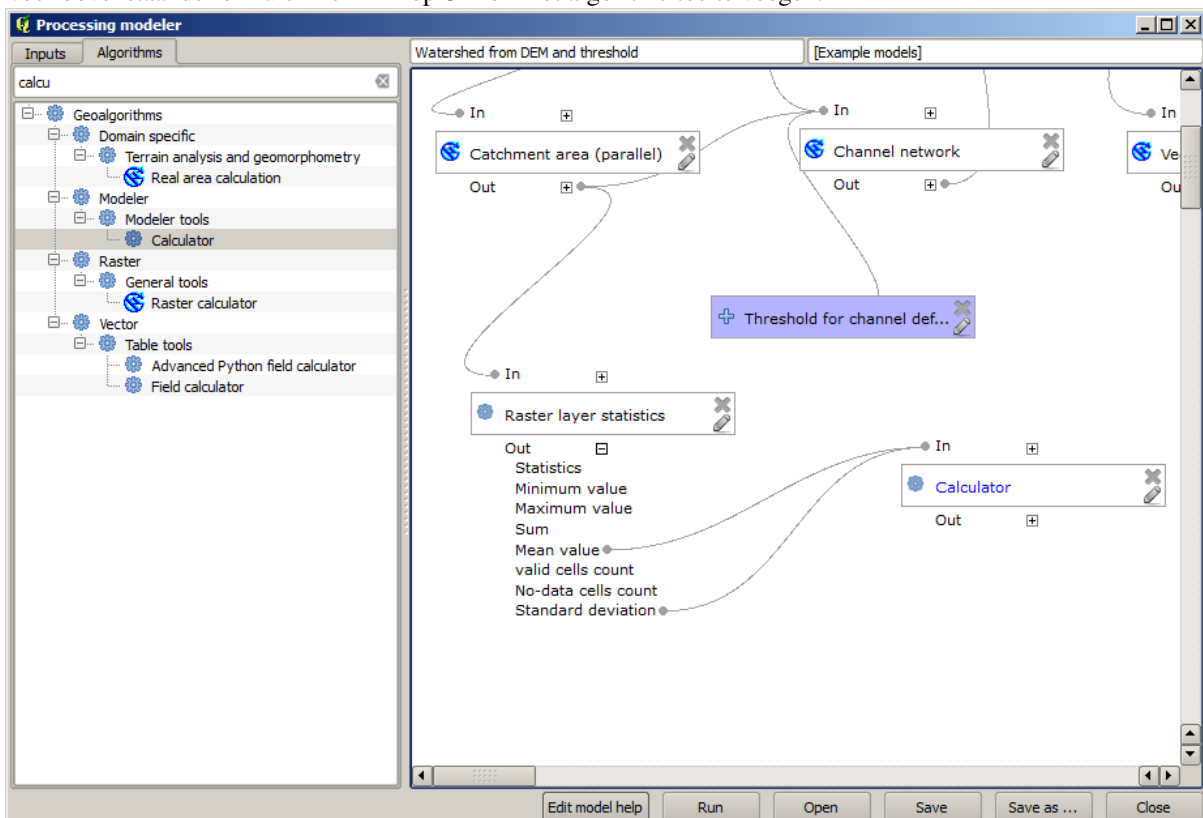 Processing modeler
Inputs
Algorithms
calcu
Geoalgorithms
Domain specific
Terrain analysis and geomorphometry
Real area calculation
Modeler
Modeler tools
Calculator
Raster
General tools
Raster calculator
Vector
Table tools
Advanced Python field calculator
Field calculator
Watershed from DEM and threshold
[Example models]
In
Catchment area (parallel)
Out
In
Channel network
Out
In
Ve
Ou
Threshold for channel def...
In
Raster layer statistics
Out
Statistics
Minimum value
Maximum value
Sum
Mean value
valid cells count
No-data cells count
Standard deviation
In
Calculator
Out
Edit model help
Run
Open
Save
Save as ...
Close